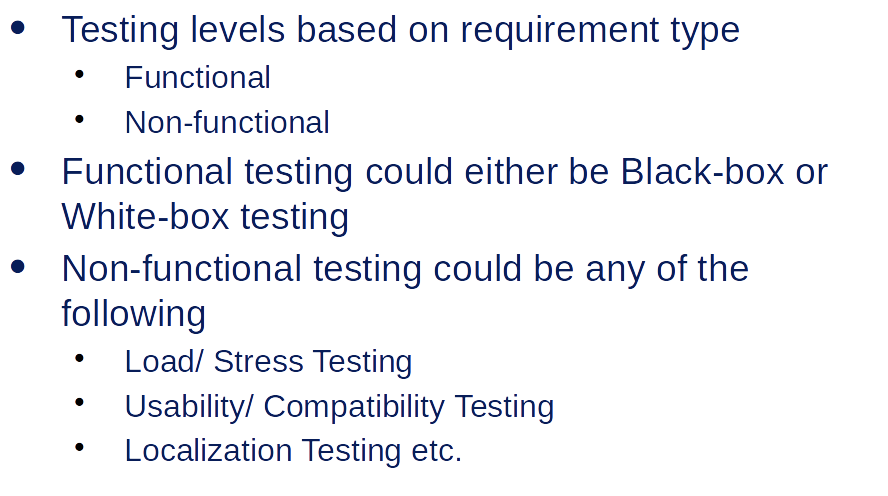 • Testing levels based on requirement type
• Functional
• Non-functional
• Functional testing could either be Black-box or
White-box testing
• Non-functional testing could be any of the
following
• Load/ Stress Testing
• Usability/ Compatibility Testing
• Localization Testing etc.